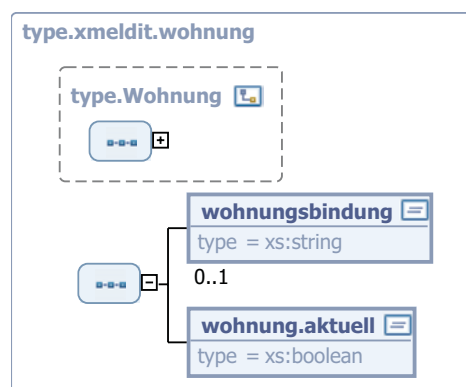 type.xmeldit.wohnung
type.Wohnung
wohnungsbindung
type = xs:string
0..1
wohnung.aktuell
type = xs:boolean